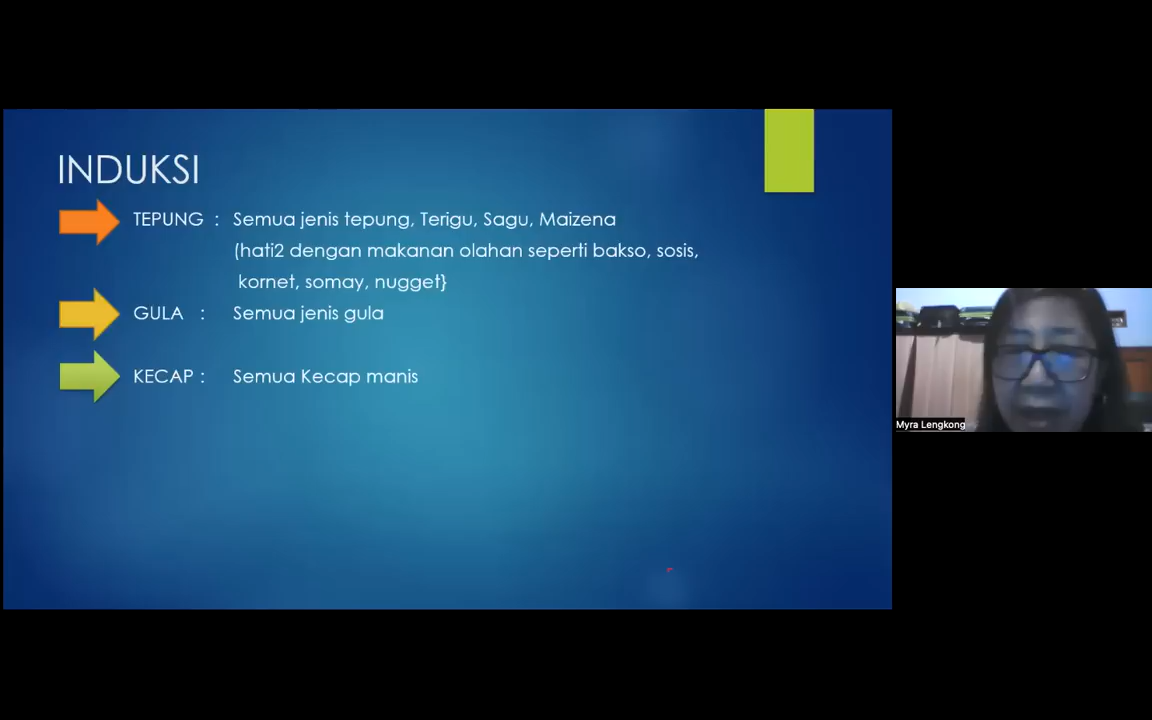 INDUKSI
TEPUNG : Semua jenis tepung, Terigu, Sagu, Maizena
(hati2 dengan makanan olahan seperti bakso, sosis,
kornet, somay, nugget}
GULA : Semua jenis gula
KECAP : Semua Kecap manis
Myra Lengkong